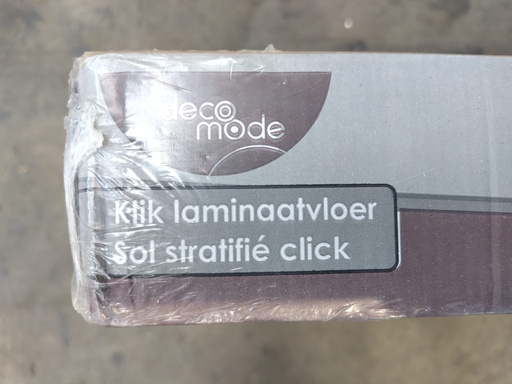 deco
mode
Klik laminaatvloer
Sol stratifié click